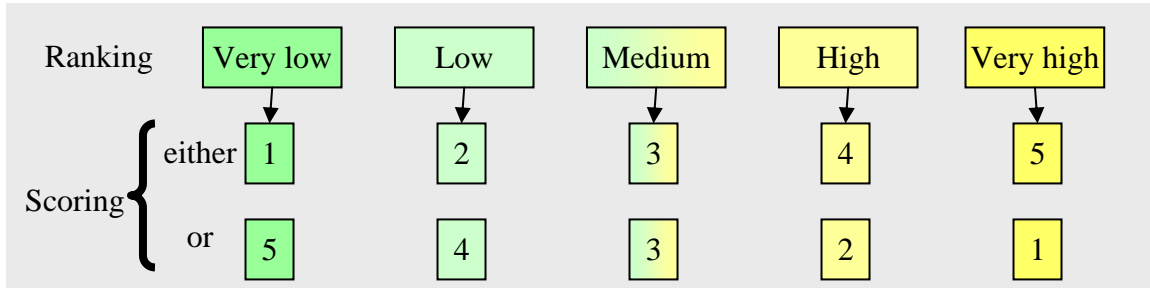 Ranking Very low Low Medium High Very high
either 1 2 3 4 5
Scoring
or 5 4 3 2 1